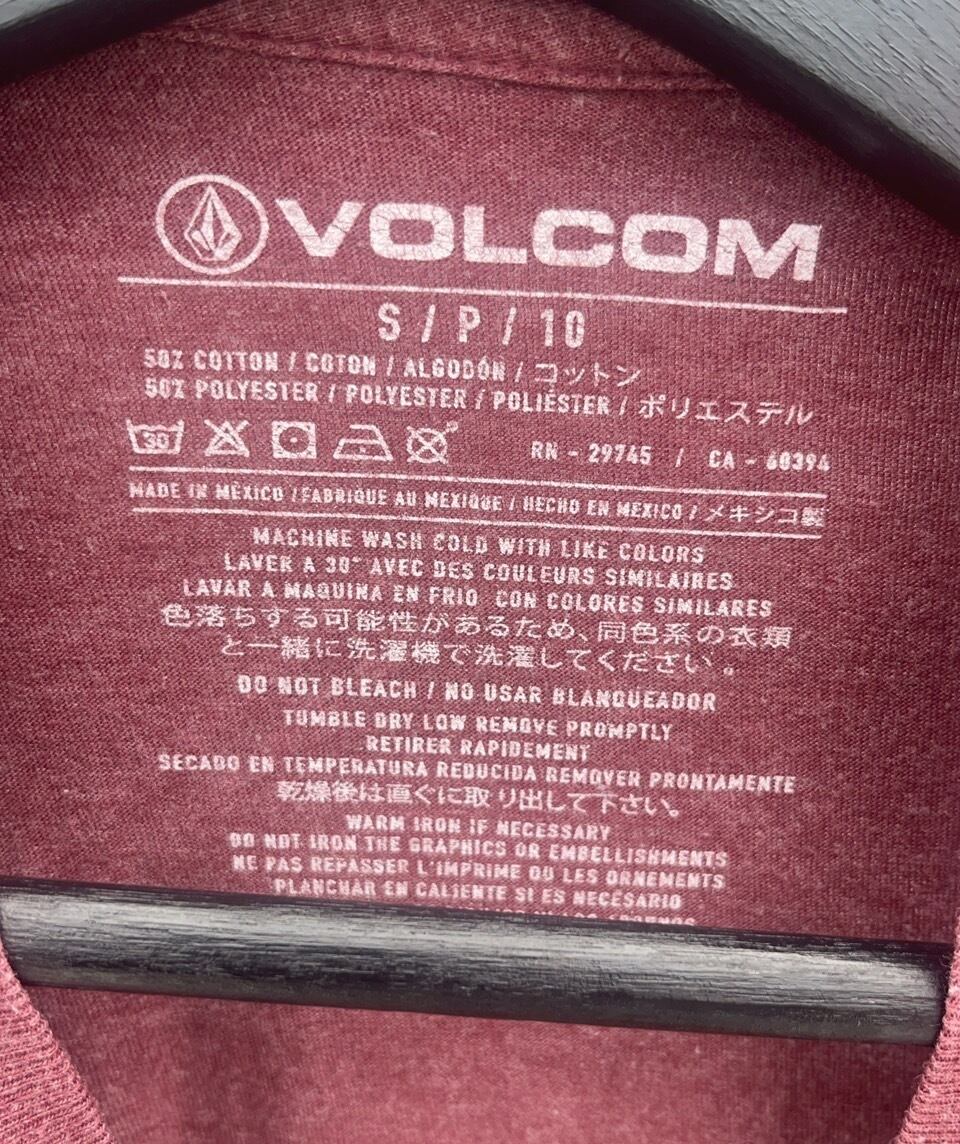 VOLCOM
S / P / 10
50% COTTON / COTON / ALGODÓN / コットン
50% POLYESTER / POLYESTER / POLIÉSTER / ポリエステル
30 RN - 29745 / CA - 60394
MADE IN MEXICO / FABRIQUE AU MEXIQUE / HECHO EN MEXICO / メキシコ製
MACHINE WASH COLD WITH LIKE COLORS
LAVER A 30° AVEC DES COULEURS SIMILAIRES
LAVAR A MAQUINA EN FRIO CON COLORES SIMILARES
色落ちする可能性があるため、同色系の衣類
と一緒に洗濯機で洗濯してください。
DO NOT BLEACH / NO USAR BLANQUEADOR
TUMBLE DRY LOW REMOVE PROMPTLY
RETIRER RAPIDEMENT
SECADO EN TEMPERATURA REDUCIDA REMOVER PRONTAMENTE
乾燥後は直ぐに取り出して下さい。
WARM IRON IF NECESSARY
DO NOT IRON THE GRAPHICS OR EMBELLISHMENTS
NE PAS REPASSER L'IMPRIME OU LES ORNEMENTS
PLANCHAR EN CALIENTE SI ES NECESARIO